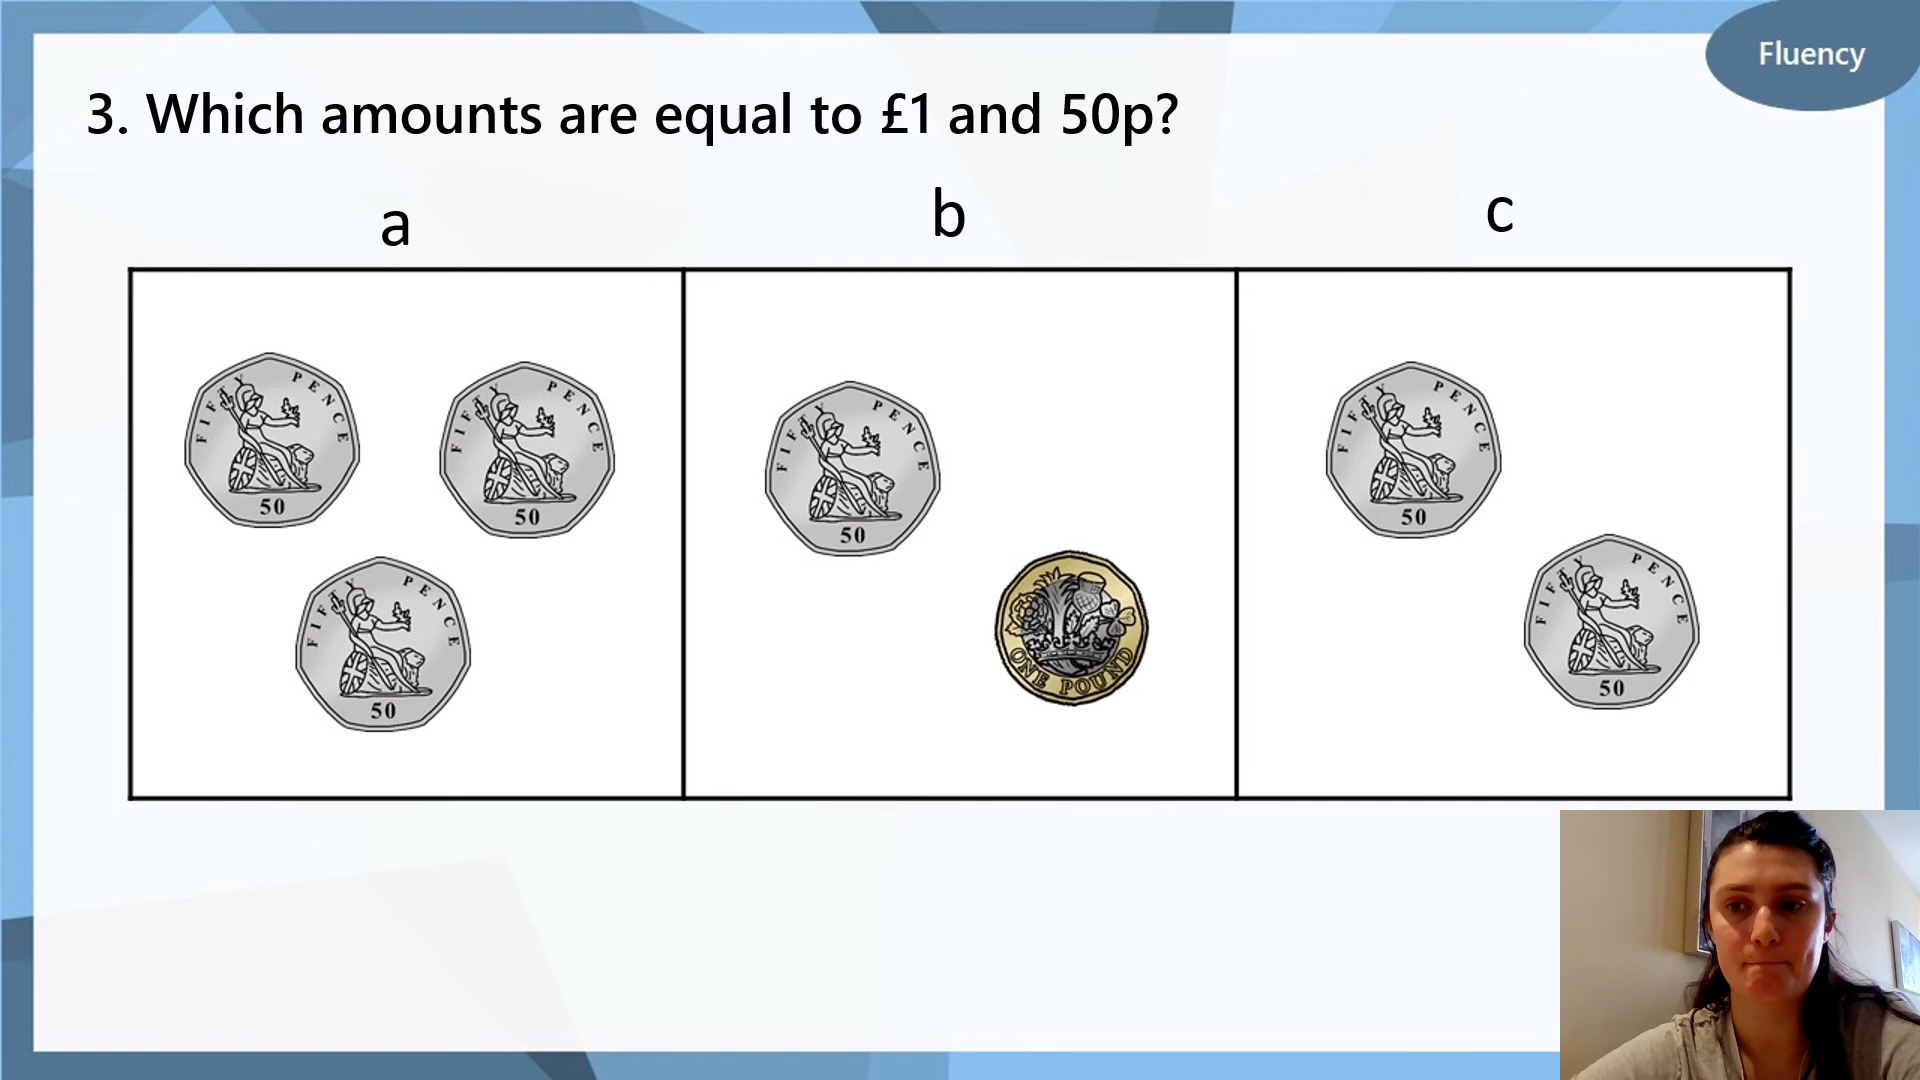 Fluency
3. Which amounts are equal to £1 and 50p?
a
b
c
FIFTY PENCE
50
FIFTY PENCE
50
FIFTY PENCE
50
FIFTY PENCE
50
ONE POUND
FIFTY PENCE
50
FIFTY PENCE
50